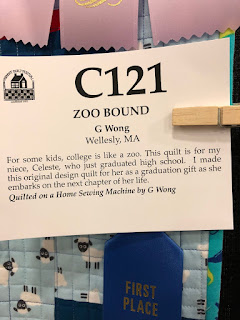 C121
ZOO BOUND
G Wong
Wellesly, MA
For some kids, college is like a zoo. This quilt is for my
niece, Celeste, who just graduated high school. I made
this original design quilt for her as a graduation gift as she
embarks on the next chapter of her life.
Quilted on a Home Sewing Machine by G Wong
FIRST
PLACE